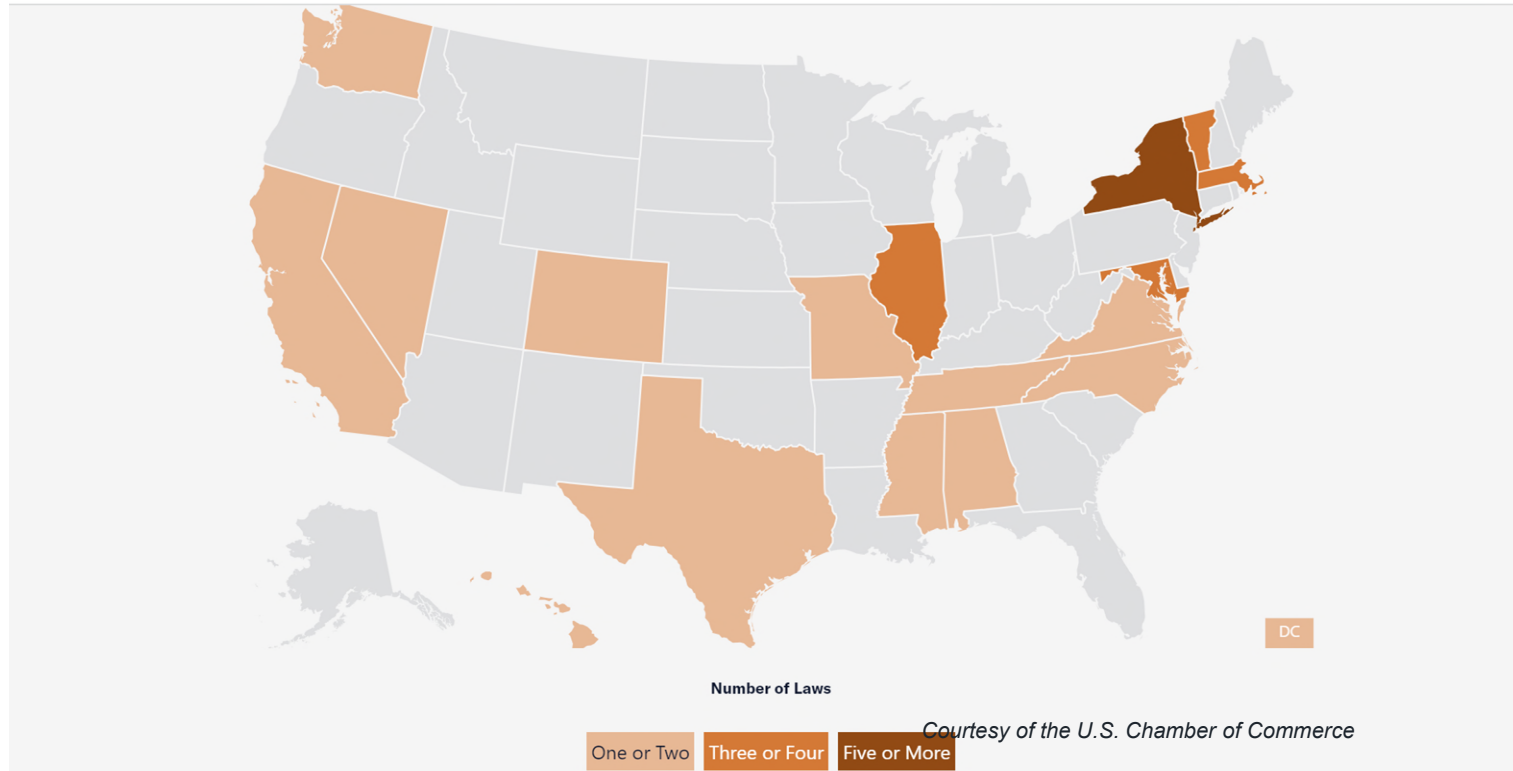 DC
Number of Laws
Courtesy of the U.S. Chamber of Commerce
One or Two Three or Four Five or More